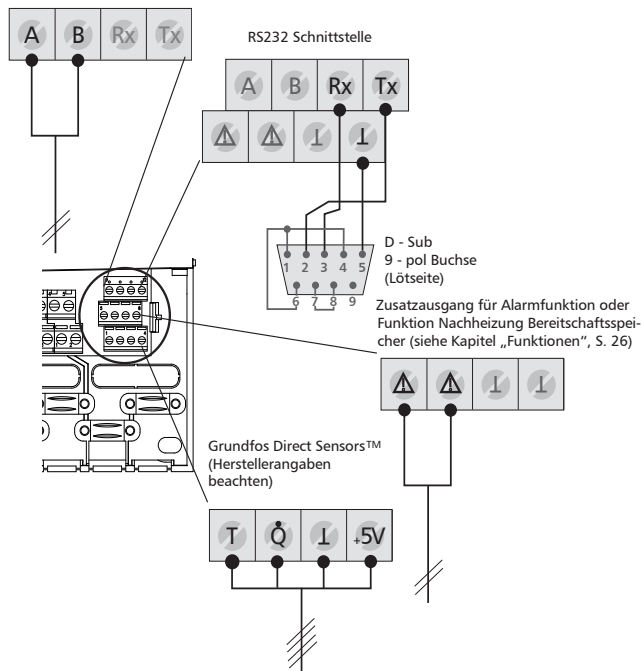 A B Rx Tx
RS232 Schnittstelle
A B Rx Tx
⚠ ⚠ ⊥ ⊥
1 2 3 4 5
6 7 8 9
D - Sub
9 - pol Buchse
(Lötseite)
Zusatzausgang für Alarmfunktion oder
Funktion Nachheizung Bereitschaftsspei-
cher (siehe Kapitel „Funktionen“, S. 26)
⚠ ⚠ ⊥ ⊥
Grundfos Direct Sensors™
(Herstellerangaben
beachten)
T Q̇ ⊥ +5V